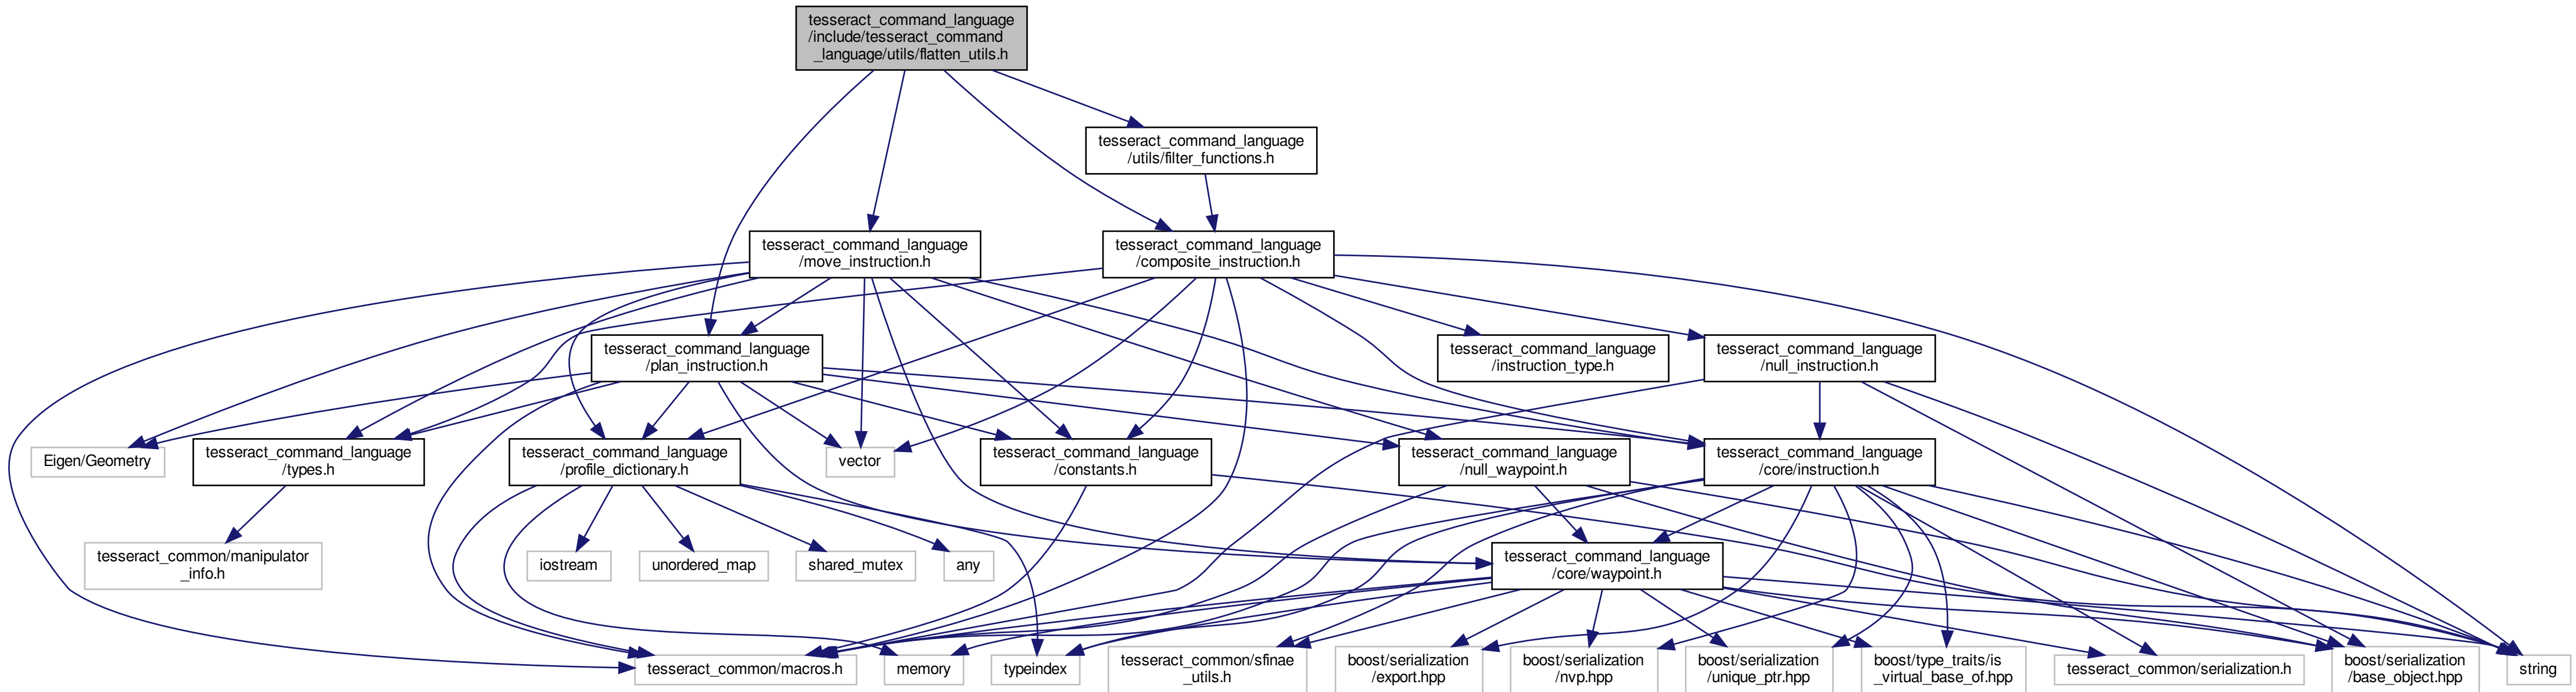 tesseract_command_language
/include/tesseract_command
_language/utils/flatten_utils.h
tesseract_command_language
/utils/filter_functions.h
tesseract_command_language
/move_instruction.h
tesseract_command_language
/composite_instruction.h
tesseract_command_language
/plan_instruction.h
tesseract_command_language
/instruction_type.h
tesseract_command_language
/null_instruction.h
Eigen/Geometry
tesseract_command_language
/types.h
tesseract_command_language
/profile_dictionary.h
vector
tesseract_command_language
/constants.h
tesseract_command_language
/null_waypoint.h
tesseract_command_language
/core/instruction.h
tesseract_common/manipulator
_info.h
iostream
unordered_map
shared_mutex
any
tesseract_command_language
/core/waypoint.h
tesseract_common/macros.h
memory
typeindex
tesseract_common/sfinae
_utils.h
boost/serialization
/export.hpp
boost/serialization
/nvp.hpp
boost/serialization
/unique_ptr.hpp
boost/type_traits/is
_virtual_base_of.hpp
tesseract_common/serialization.h
boost/serialization
/base_object.hpp
string